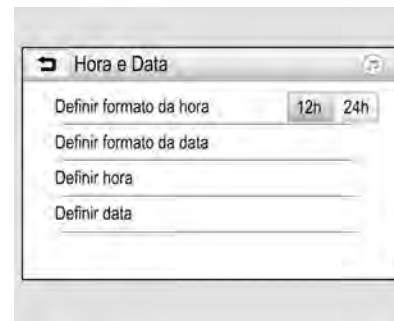 Hora e Data
Definir formato da hora 12h 24h
Definir formato da data
Definir hora
Definir data